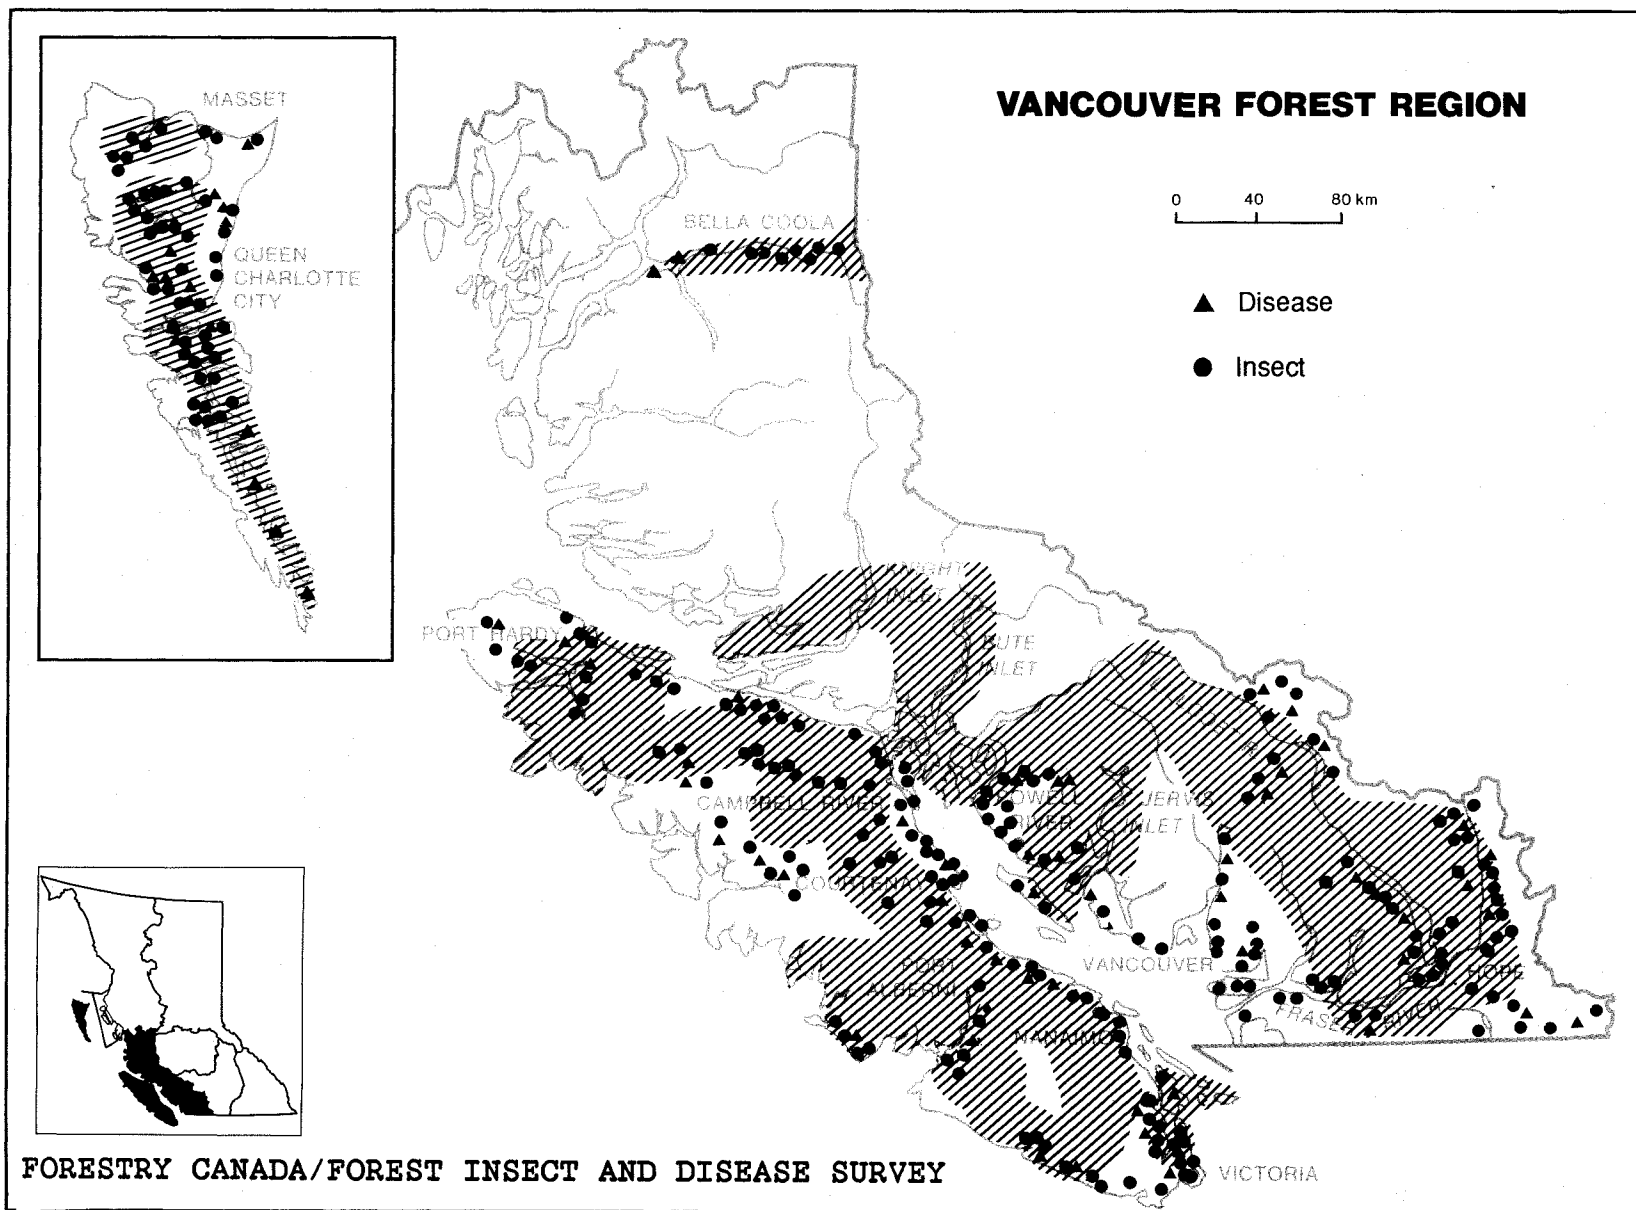 VANCOUVER FOREST REGION
MASSET
0 40 80 km
BELLA COOLA
QUEEN
CHARLOTTE
CITY
Disease
Insect
KNIGHT
INLET
PORT HARDY
BUTE
INLET
CAMPBELL RIVER
POWELL
RIVER
JERVIS
INLET
COURTENAY
PORT
ALBERNI
VANCOUVER
HOPE
FRASER RIVER
NANAIMO
VICTORIA
FORESTRY CANADA/FOREST INSECT AND DISEASE SURVEY